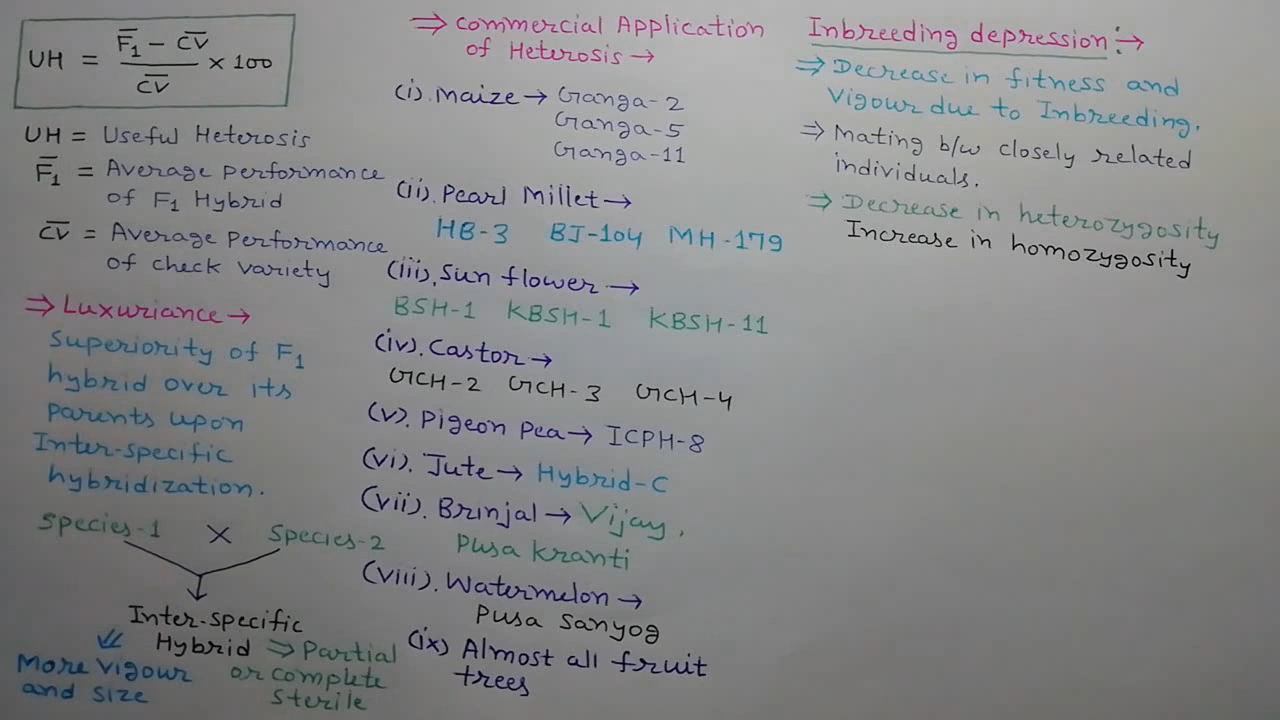 UH = F̄₁ - C̄V̄ / C̄V̄ × 100
UH = Useful Heterosis
F̄₁ = Average Performance
of F₁ Hybrid
C̄V̄ = Average Performance
of check variety
⇒ Luxuriance →
Superiority of F₁
hybrid over its
parents upon
Inter-specific
hybridization.
Species-1 × Species-2
Inter-specific
Hybrid ⇒ Partial
or complete
sterile
⇙
More vigour
and size
⇒ Commercial Application
of Heterosis →
(i). Maize → Ganga-2
Ganga-5
Ganga-11
(ii). Pearl Millet →
HB-3 BJ-104 MH-179
(iii). Sun flower →
BSH-1 KBSH-1 KBSH-11
(iv). Castor →
GCH-2 GCH-3 GCH-4
(v). Pigeon Pea → ICPH-8
(vi). Jute → Hybrid-C
(vii). Brinjal → Vijay,
Pusa Kranti
(viii). Watermelon →
Pusa Sanyog
(ix) Almost all fruit
trees
Inbreeding depression :→
⇒ Decrease in fitness and
Vigour due to Inbreeding.
⇒ Mating b/w closely related
individuals.
⇒ Decrease in heterozygosity
Increase in homozygosity